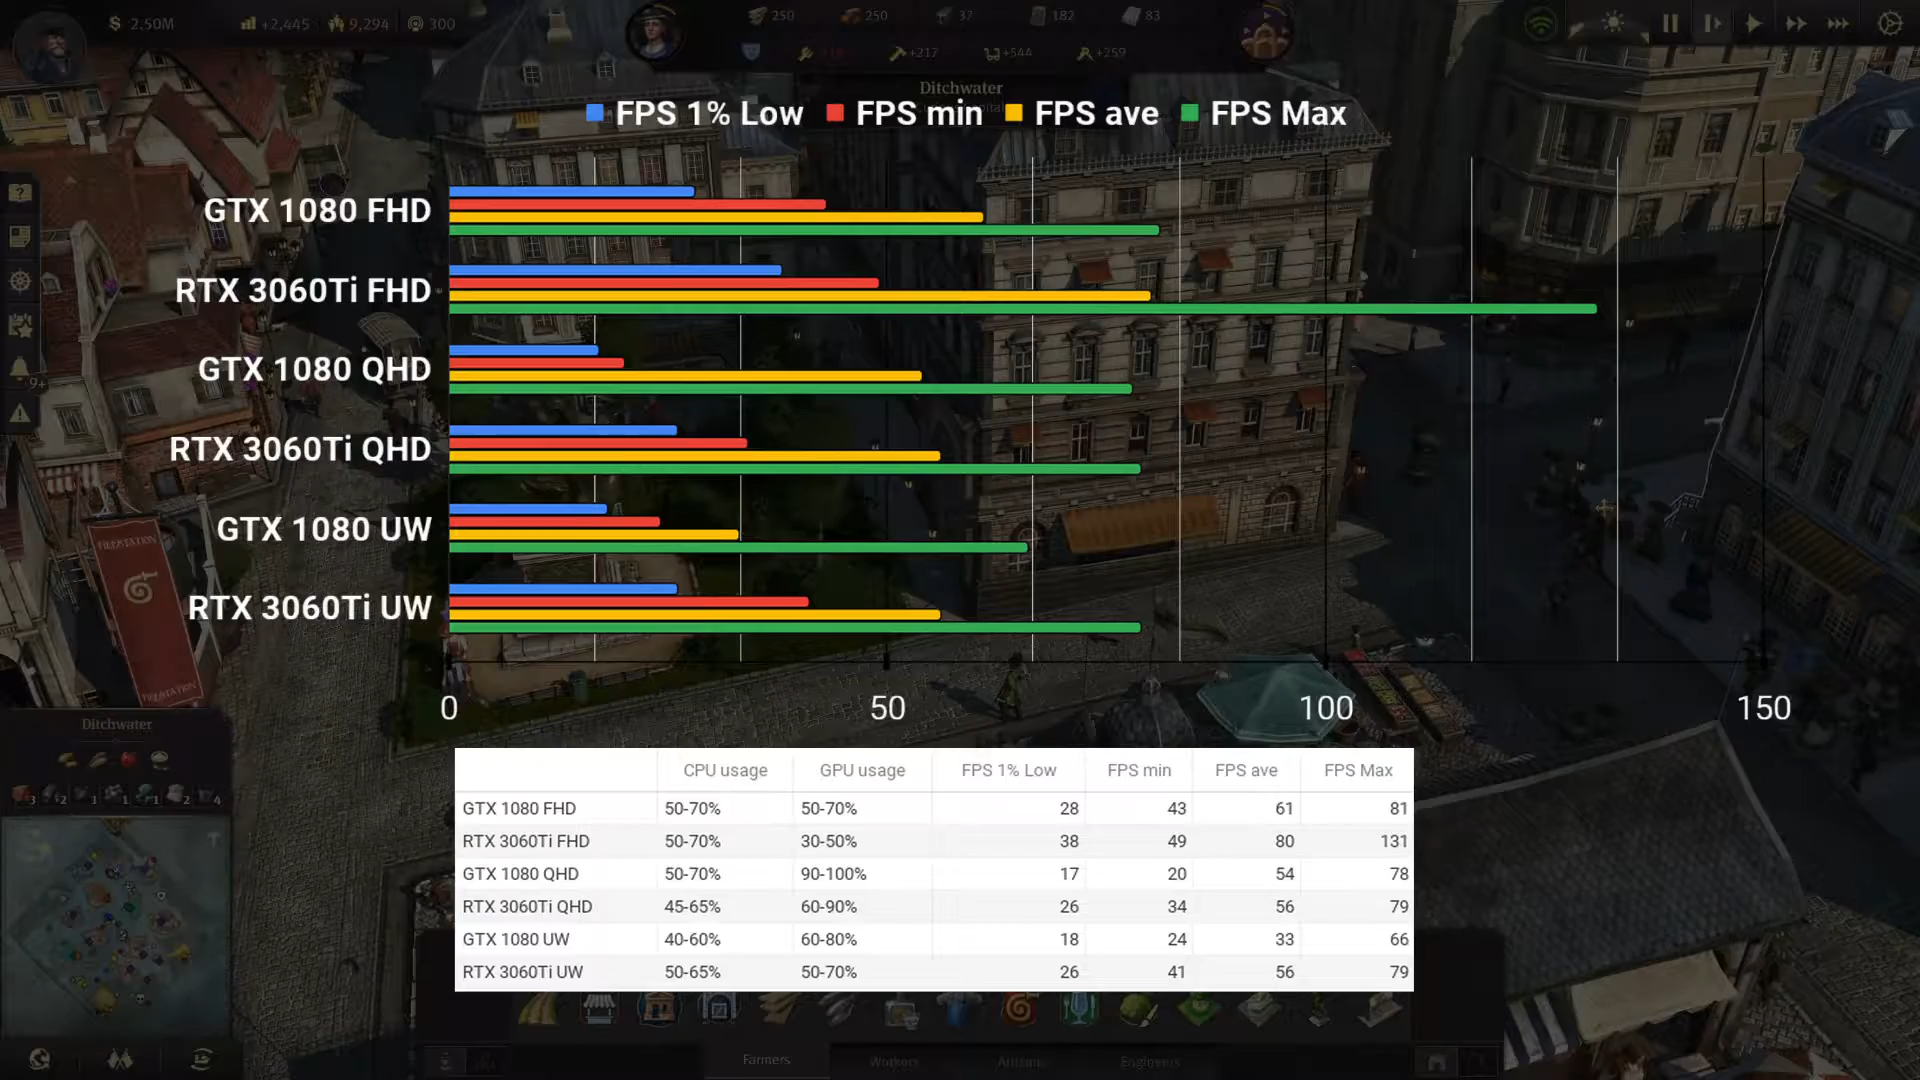 $ 2.50M +2,445 9,294 300
250 250 37 182 83
+217 +544 +259
Ditchwater
FPS 1% Low FPS min FPS ave FPS Max
GTX 1080 FHD
RTX 3060Ti FHD
GTX 1080 QHD
RTX 3060Ti QHD
GTX 1080 UW
RTX 3060Ti UW
0 50 100 150
9+
Ditchwater
CPU usage GPU usage FPS 1% Low FPS min FPS ave FPS Max
GTX 1080 FHD 50-70% 50-70% 28 43 61 81
RTX 3060Ti FHD 50-70% 30-50% 38 49 80 131
GTX 1080 QHD 50-70% 90-100% 17 20 54 78
RTX 3060Ti QHD 45-65% 60-90% 26 34 56 79
GTX 1080 UW 40-60% 60-80% 18 24 33 66
RTX 3060Ti UW 50-65% 50-70% 26 41 56 79
Farmers Workers Artisans Engineers